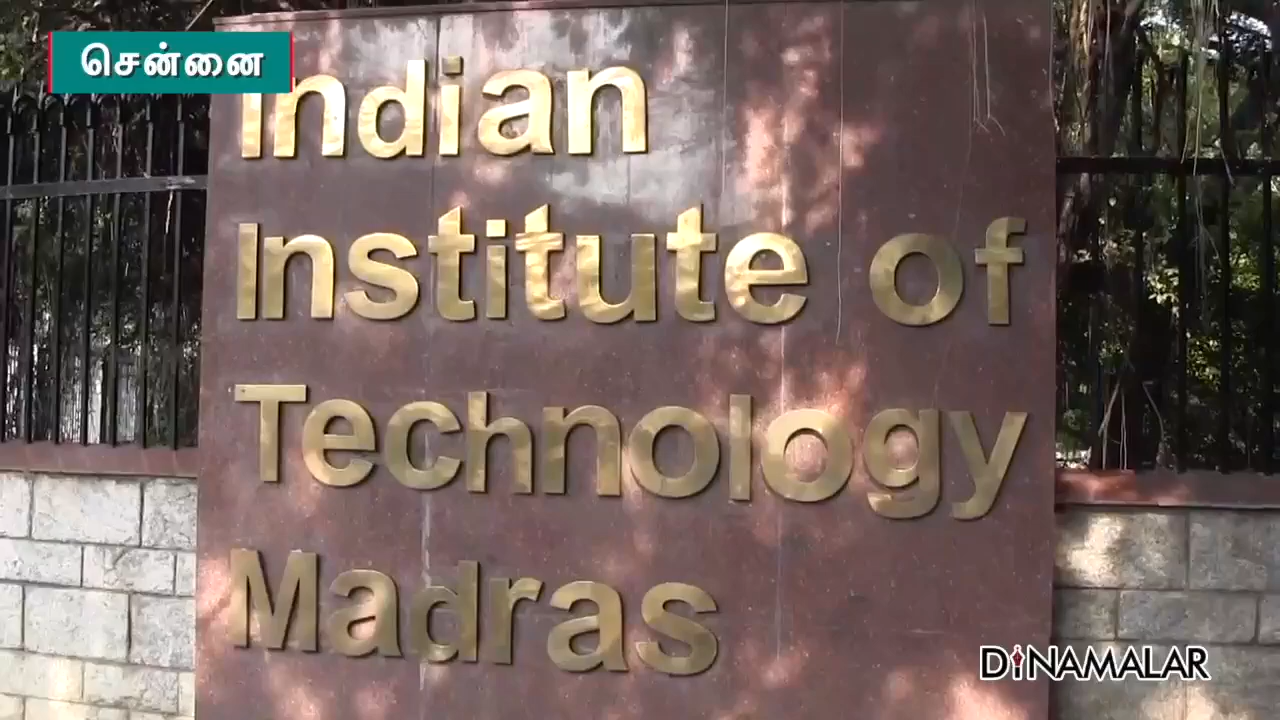 சென்னை
Indian
Institute of
Technology
Madras
DINAMALAR